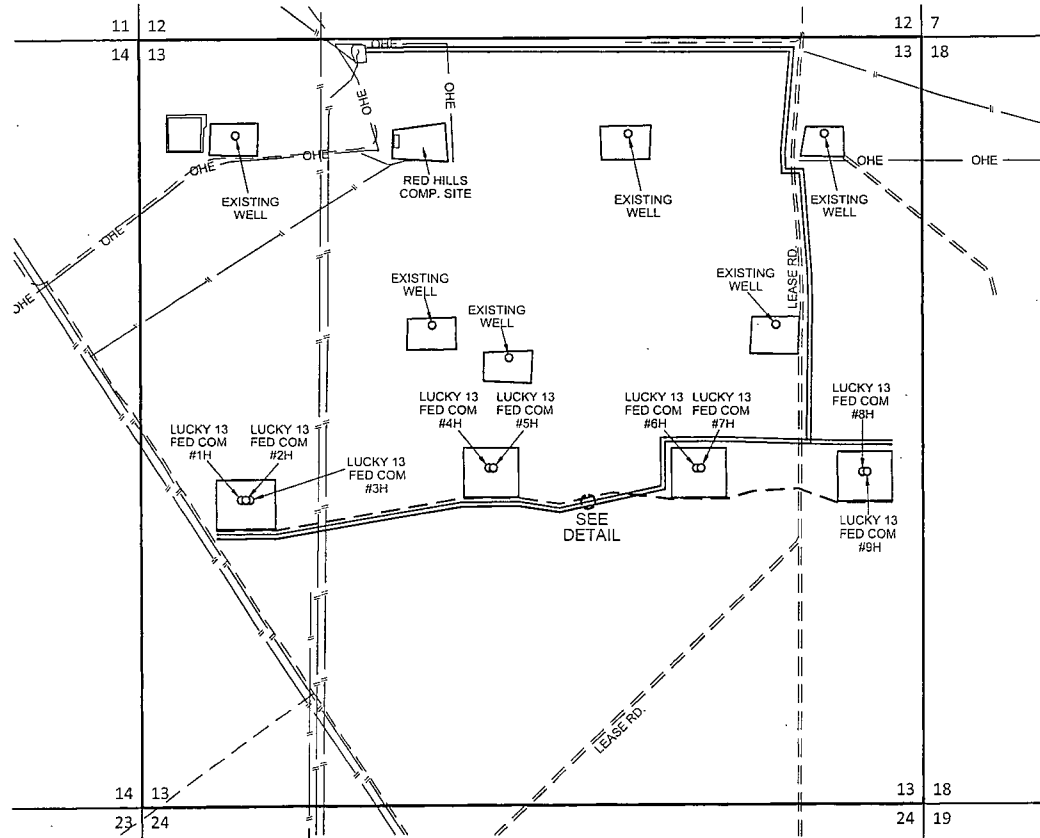 11 12
12 7
14 13
13 18
OHE
OHE
OHE
OHE
OHE
OHE
OHE
OHE
OHE
EXISTING
WELL
RED HILLS
COMP. SITE
EXISTING
WELL
EXISTING
WELL
LEASE RD.
EXISTING
WELL
EXISTING
WELL
EXISTING
WELL
LUCKY 13
FED COM
#1H
LUCKY 13
FED COM
#2H
LUCKY 13
FED COM
#3H
LUCKY 13
FED COM
#4H
LUCKY 13
FED COM
#5H
LUCKY 13
FED COM
#6H
LUCKY 13
FED COM
#7H
LUCKY 13
FED COM
#8H
LUCKY 13
FED COM
#9H
SEE
DETAIL
LEASE RD.
14 13
13 18
23 24
24 19